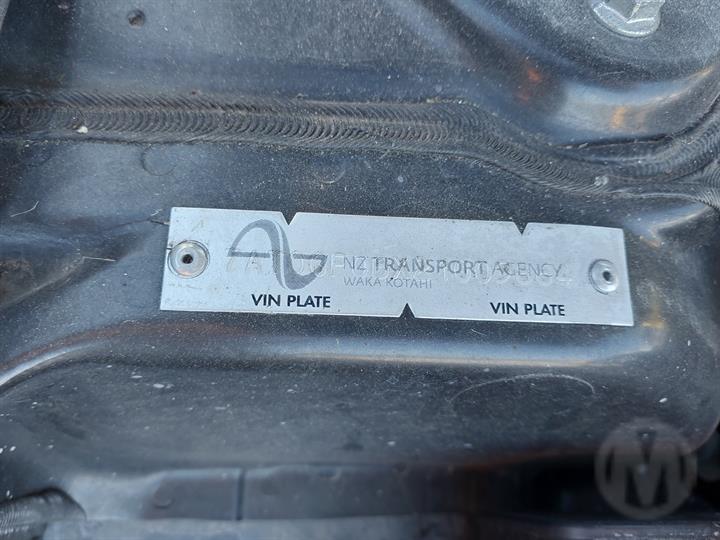 NZ TRANSPORT AGENCY
WAKA KOTAHI
VIN PLATE VIN PLATE
M